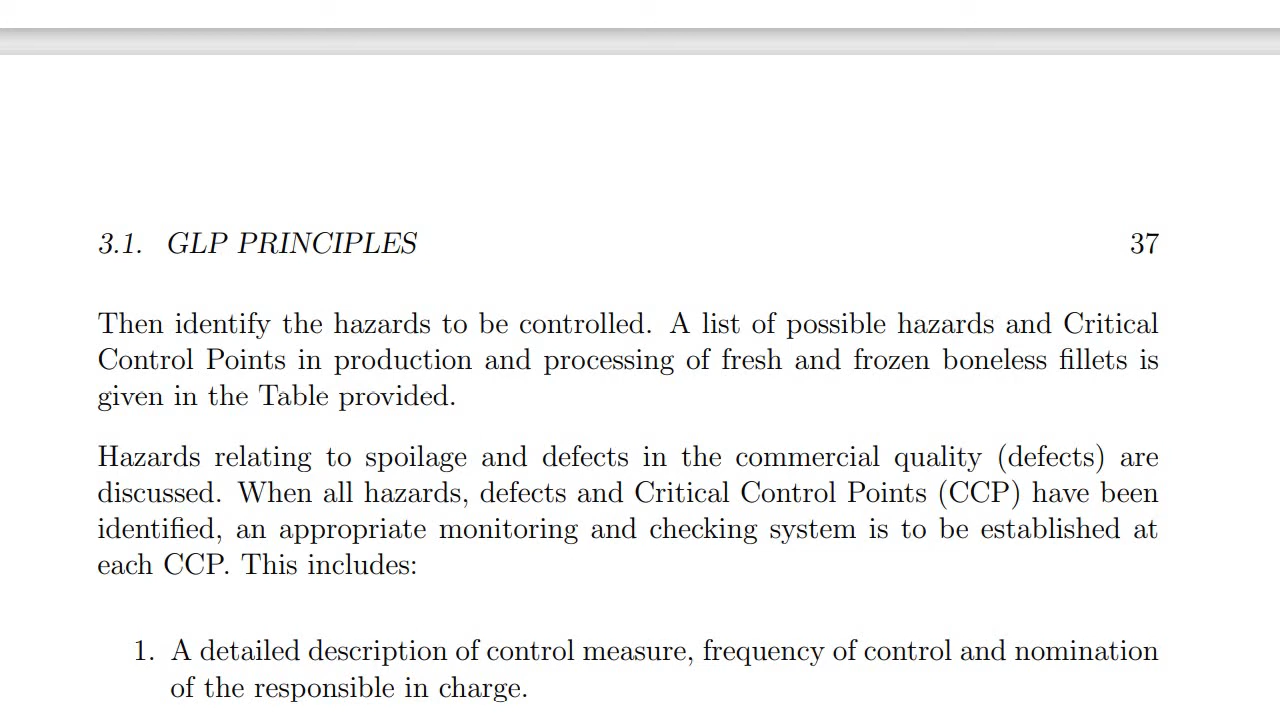 3.1. GLP PRINCIPLES 37
Then identify the hazards to be controlled. A list of possible hazards and Critical
Control Points in production and processing of fresh and frozen boneless fillets is
given in the Table provided.
Hazards relating to spoilage and defects in the commercial quality (defects) are
discussed. When all hazards, defects and Critical Control Points (CCP) have been
identified, an appropriate monitoring and checking system is to be established at
each CCP. This includes:
1. A detailed description of control measure, frequency of control and nomination
of the responsible in charge.